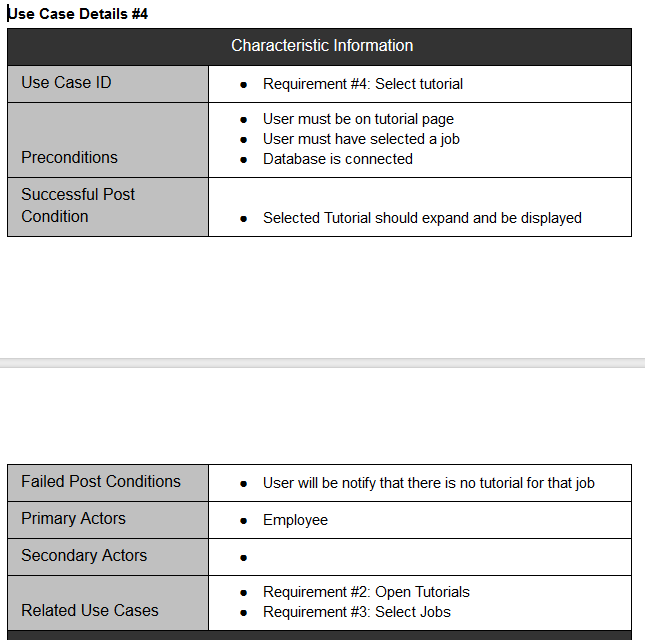 Use Case Details #4
Characteristic Information
Use Case ID
● Requirement #4: Select tutorial
Preconditions
● User must be on tutorial page
● User must have selected a job
● Database is connected
Successful Post
Condition
● Selected Tutorial should expand and be displayed
Failed Post Conditions
● User will be notify that there is no tutorial for that job
Primary Actors
● Employee
Secondary Actors
●
Related Use Cases
● Requirement #2: Open Tutorials
● Requirement #3: Select Jobs